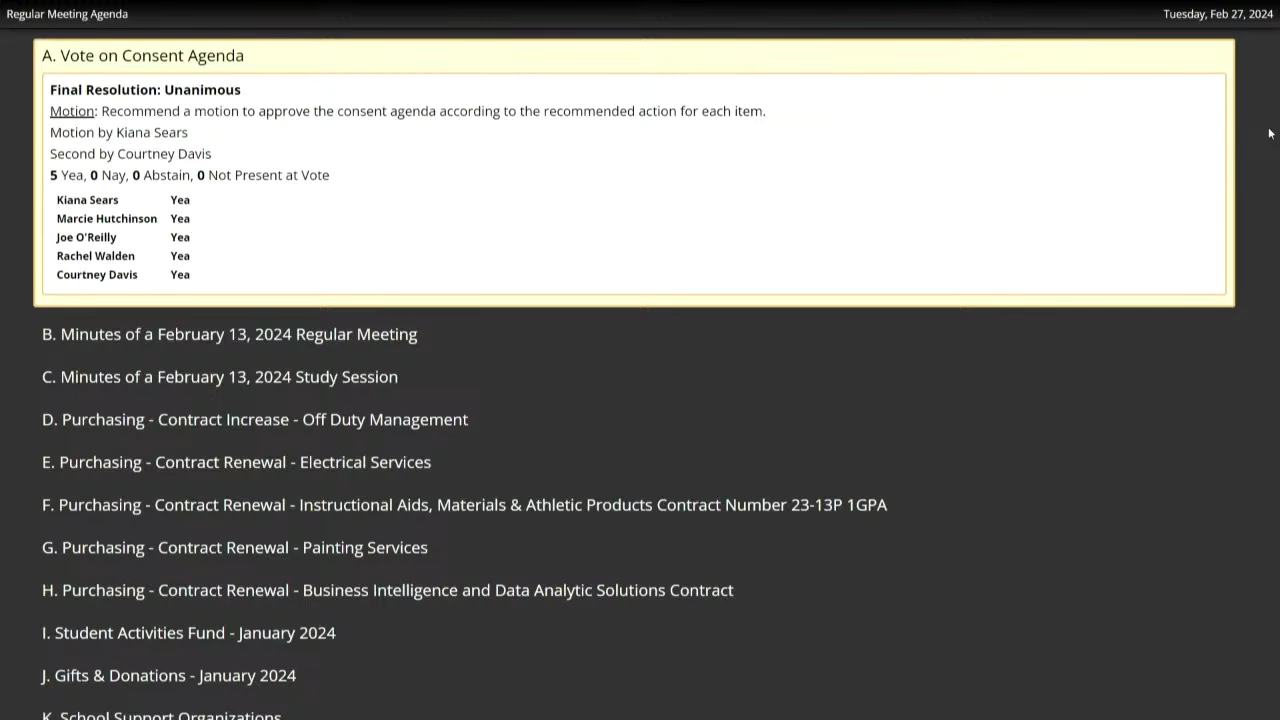 Regular Meeting Agenda
Tuesday, Feb 27, 2024
A. Vote on Consent Agenda
Final Resolution: Unanimous
Motion: Recommend a motion to approve the consent agenda according to the recommended action for each item.
Motion by Kiana Sears
Second by Courtney Davis
5 Yea, 0 Nay, 0 Abstain, 0 Not Present at Vote
Kiana Sears Yea
Marcie Hutchinson Yea
Joe O'Reilly Yea
Rachel Walden Yea
Courtney Davis Yea
B. Minutes of a February 13, 2024 Regular Meeting
C. Minutes of a February 13, 2024 Study Session
D. Purchasing - Contract Increase - Off Duty Management
E. Purchasing - Contract Renewal - Electrical Services
F. Purchasing - Contract Renewal - Instructional Aids, Materials & Athletic Products Contract Number 23-13P 1GPA
G. Purchasing - Contract Renewal - Painting Services
H. Purchasing - Contract Renewal - Business Intelligence and Data Analytic Solutions Contract
I. Student Activities Fund - January 2024
J. Gifts & Donations - January 2024
K. School Support Organizations